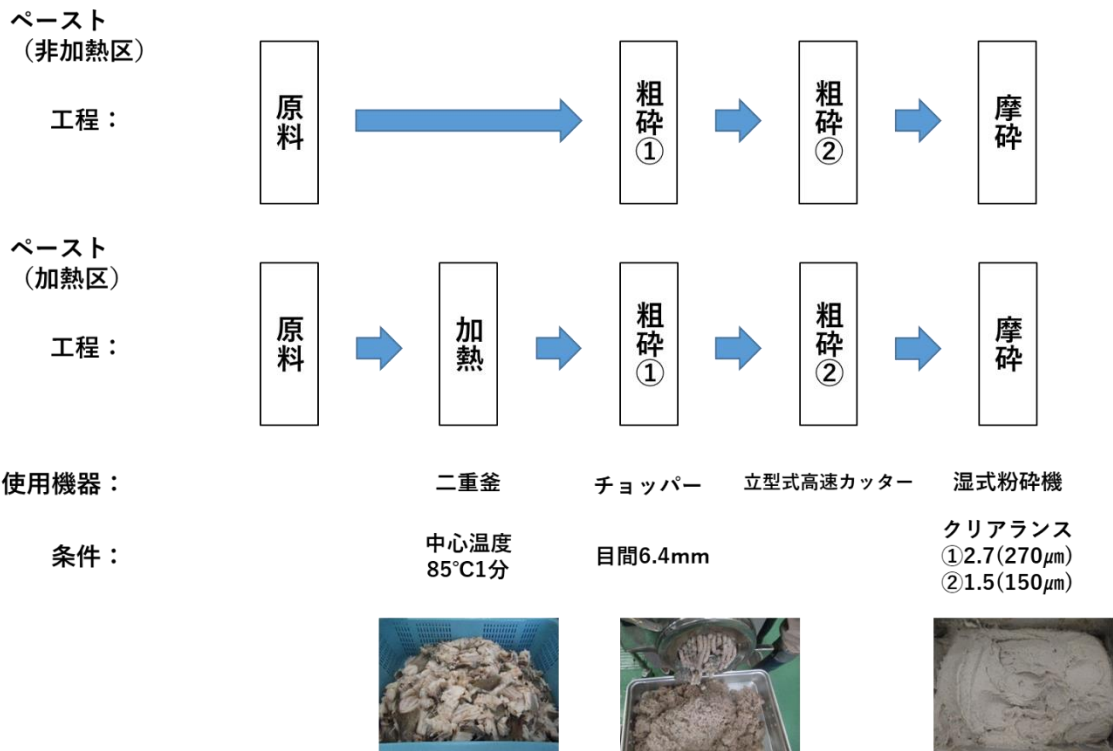 ペースト
（非加熱区）
工程：
原料
粗砕①
粗砕②
摩砕
ペースト
（加熱区）
工程：
原料
加熱
粗砕①
粗砕②
摩砕
使用機器：
二重釜
チョッパー
立型式高速カッター
湿式粉砕機
条件：
中心温度
85℃1分
目間6.4mm
クリアランス
①2.7(270㎛)
②1.5(150㎛)